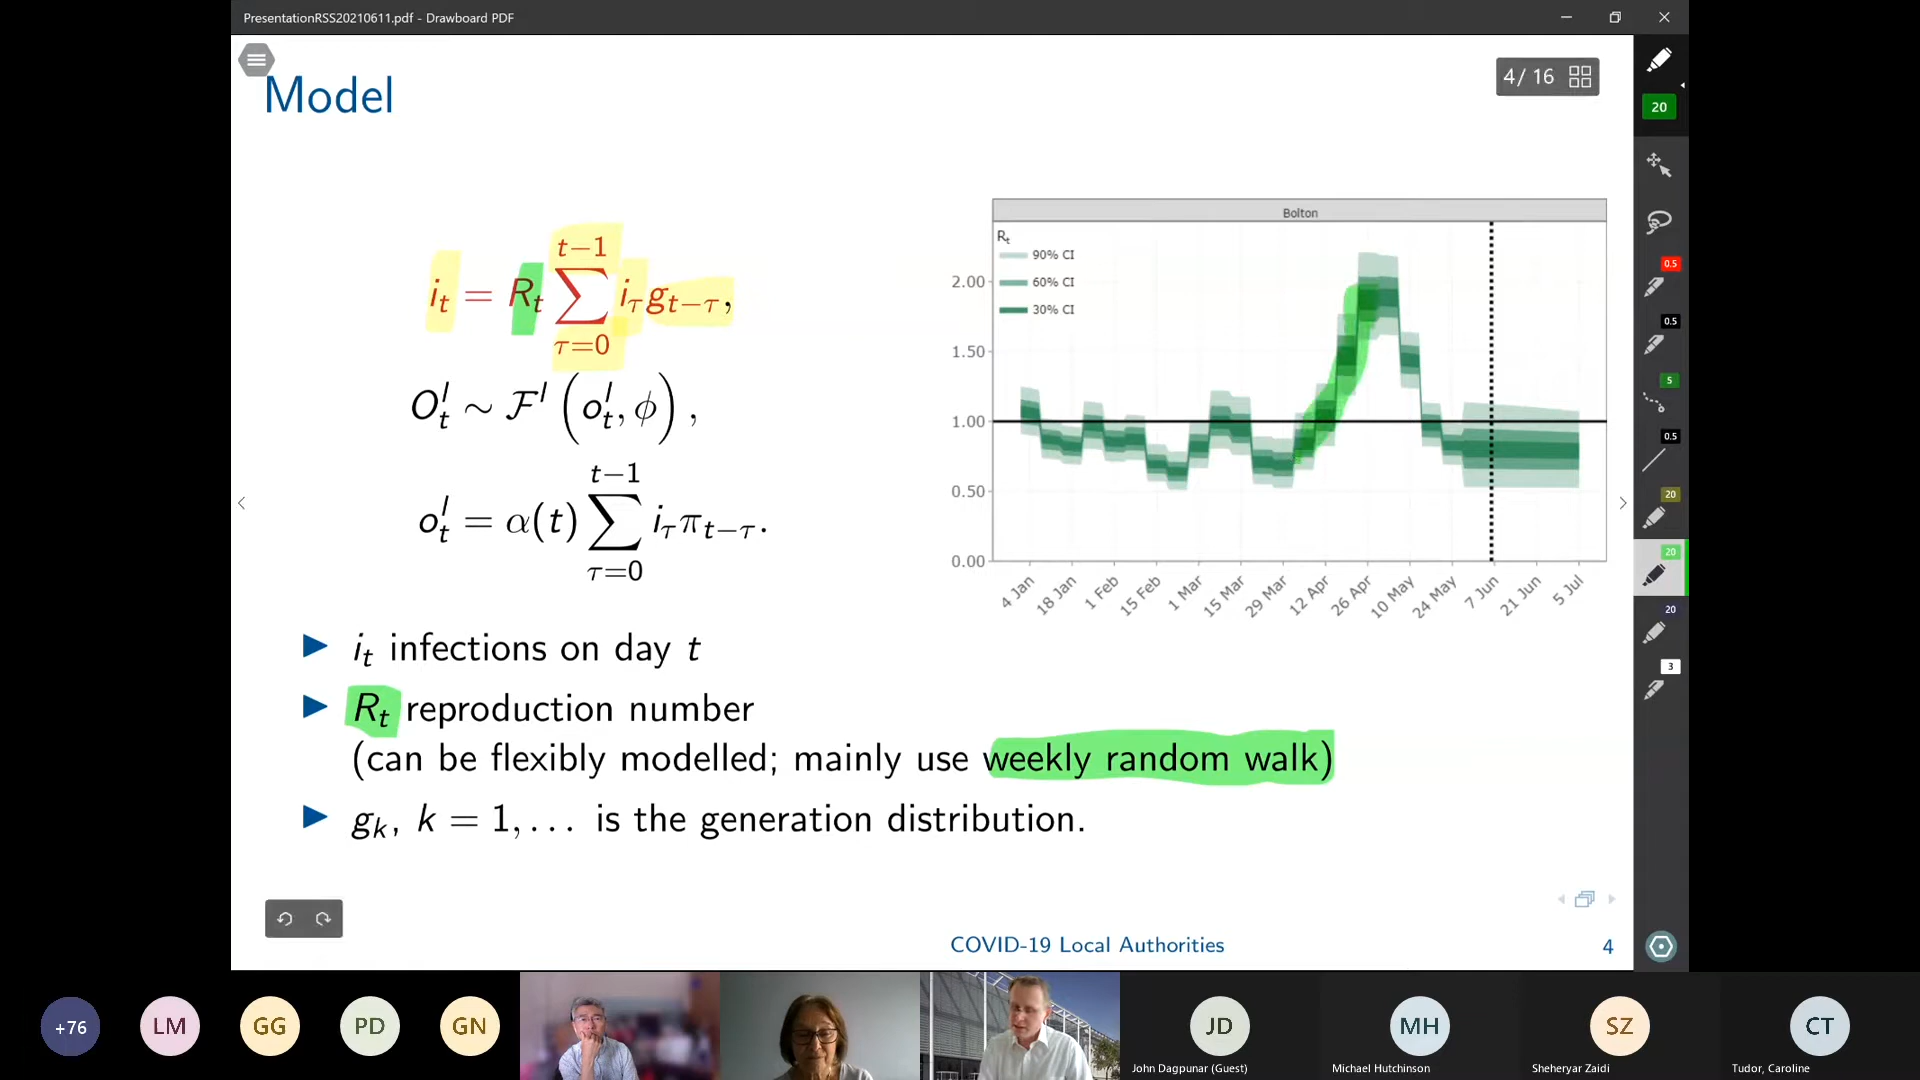 PresentationRSS20210611.pdf - Drawboard PDF
Model
4 / 16
20
i_t = R_t ∑_{τ=0}^{t−1} i_τ g_{t−τ},
O_t^l ∼ F^l (o_t^l, ϕ),
o_t^l = α(t) ∑_{τ=0}^{t−1} i_τ π_{t−τ}.
Bolton
R_t
90% CI
60% CI
30% CI
2.00
1.50
1.00
0.50
0.00
4 Jan
18 Jan
1 Feb
15 Feb
1 Mar
15 Mar
29 Mar
12 Apr
26 Apr
10 May
24 May
7 Jun
21 Jun
5 Jul
i_t infections on day t
R_t reproduction number
(can be flexibly modelled; mainly use weekly random walk)
g_k, k = 1, . . . is the generation distribution.
COVID-19 Local Authorities
4
0.5
0.5
5
0.5
20
20
20
3
+76
LM
GG
PD
GN
JD
John Dagpunar (Guest)
MH
Michael Hutchinson
SZ
Sheheryar Zaidi
CT
Tudor, Caroline